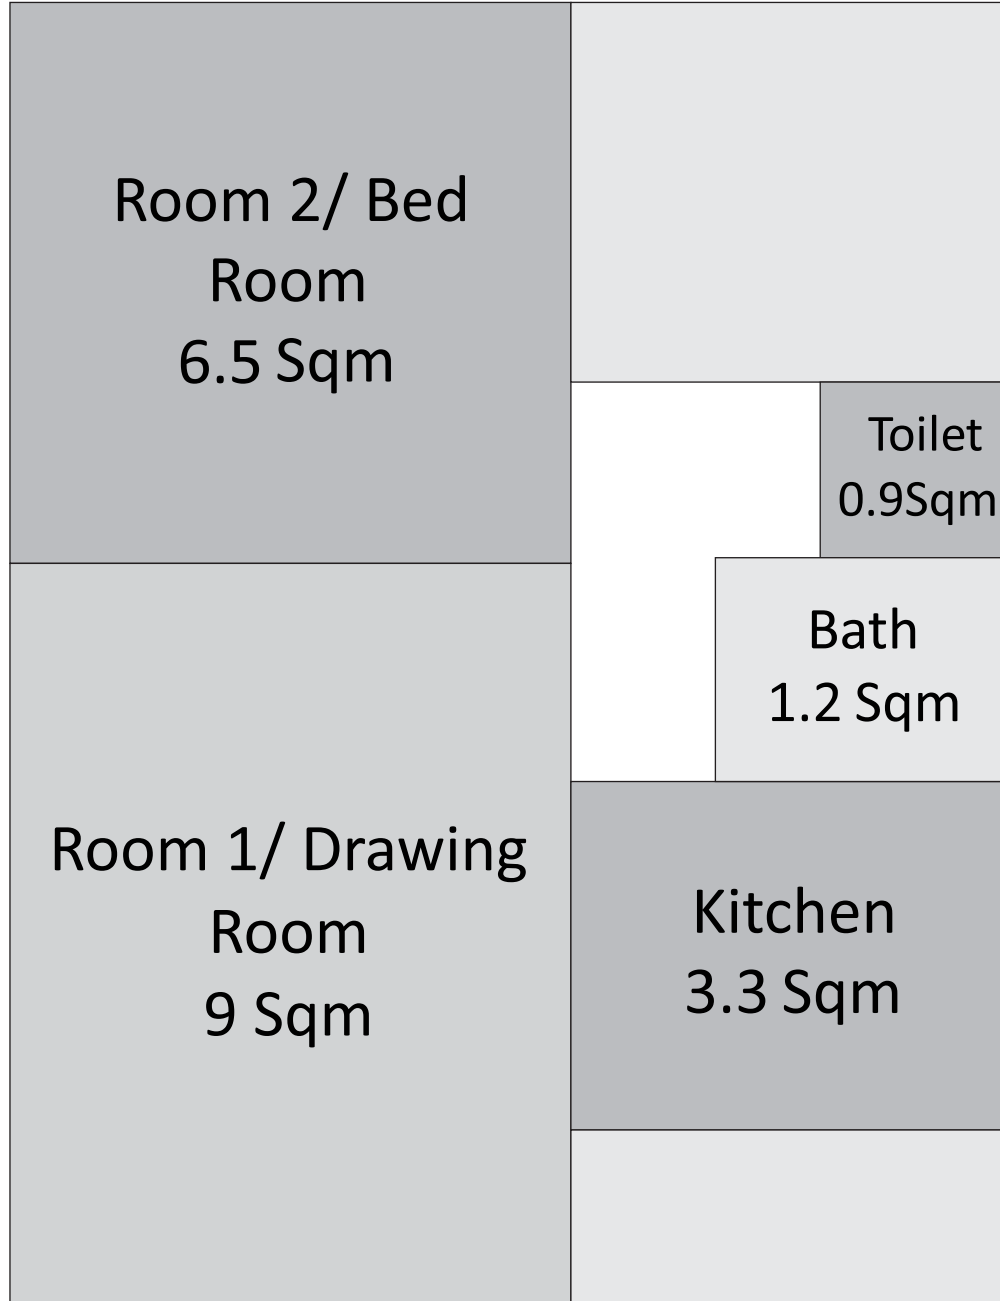 Room 2/ Bed
Room
6.5 Sqm
Toilet
0.9Sqm
Bath
1.2 Sqm
Room 1/ Drawing
Room
9 Sqm
Kitchen
3.3 Sqm